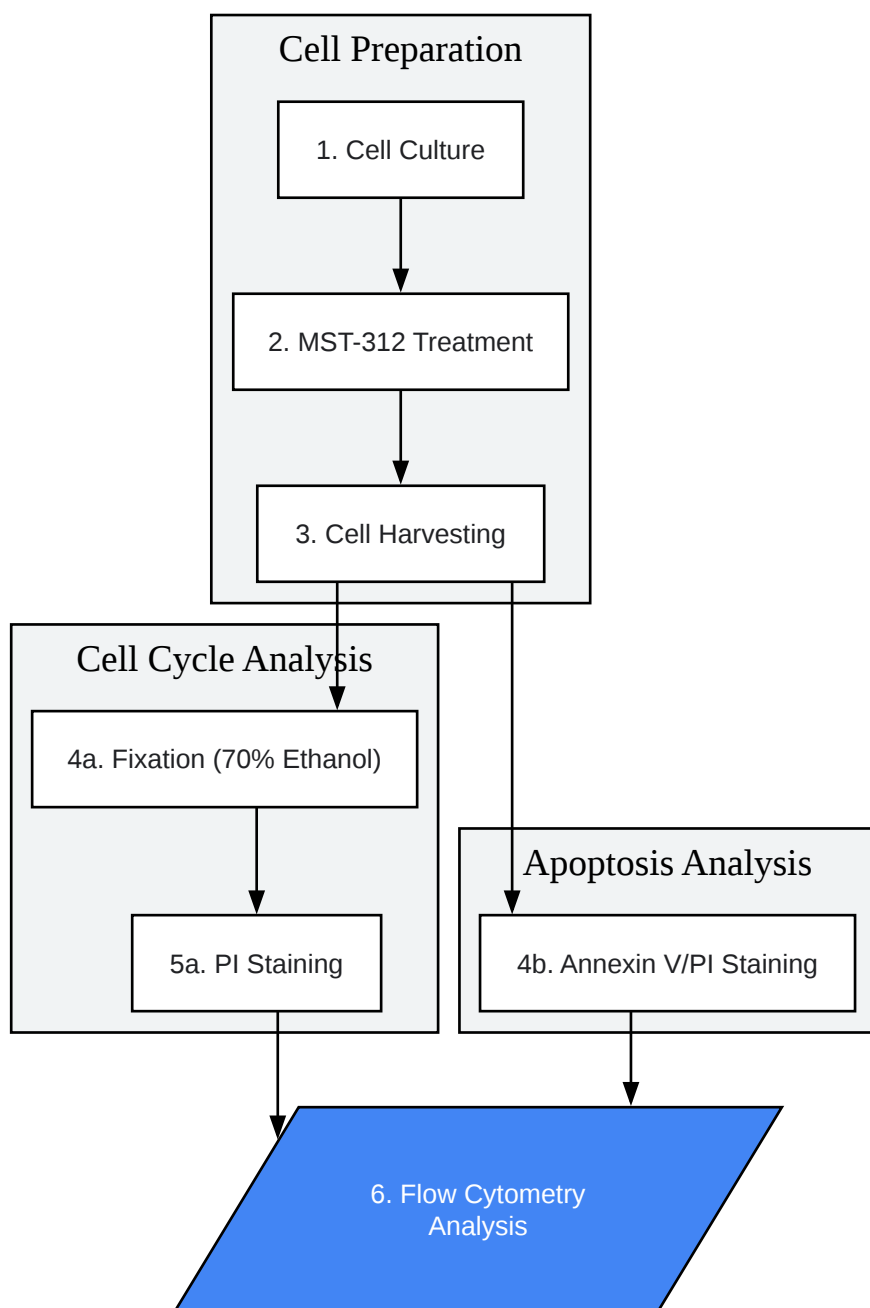 Cell Preparation
1. Cell Culture
2. MST-312 Treatment
3. Cell Harvesting
Cell Cycle Analysis
4a. Fixation (70% Ethanol)
5a. PI Staining
Apoptosis Analysis
4b. Annexin V/PI Staining
6. Flow Cytometry
Analysis